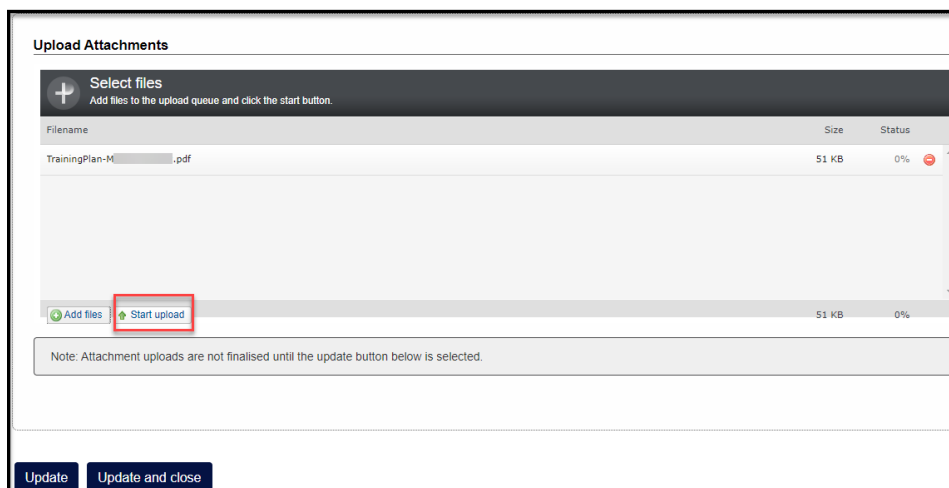 Upload Attachments
Select files
Add files to the upload queue and click the start button.
Filename Size Status
TrainingPlan-M .pdf 51 KB 0%
Add files Start upload 51 KB 0%
Note: Attachment uploads are not finalised until the update button below is selected.
Update Update and close